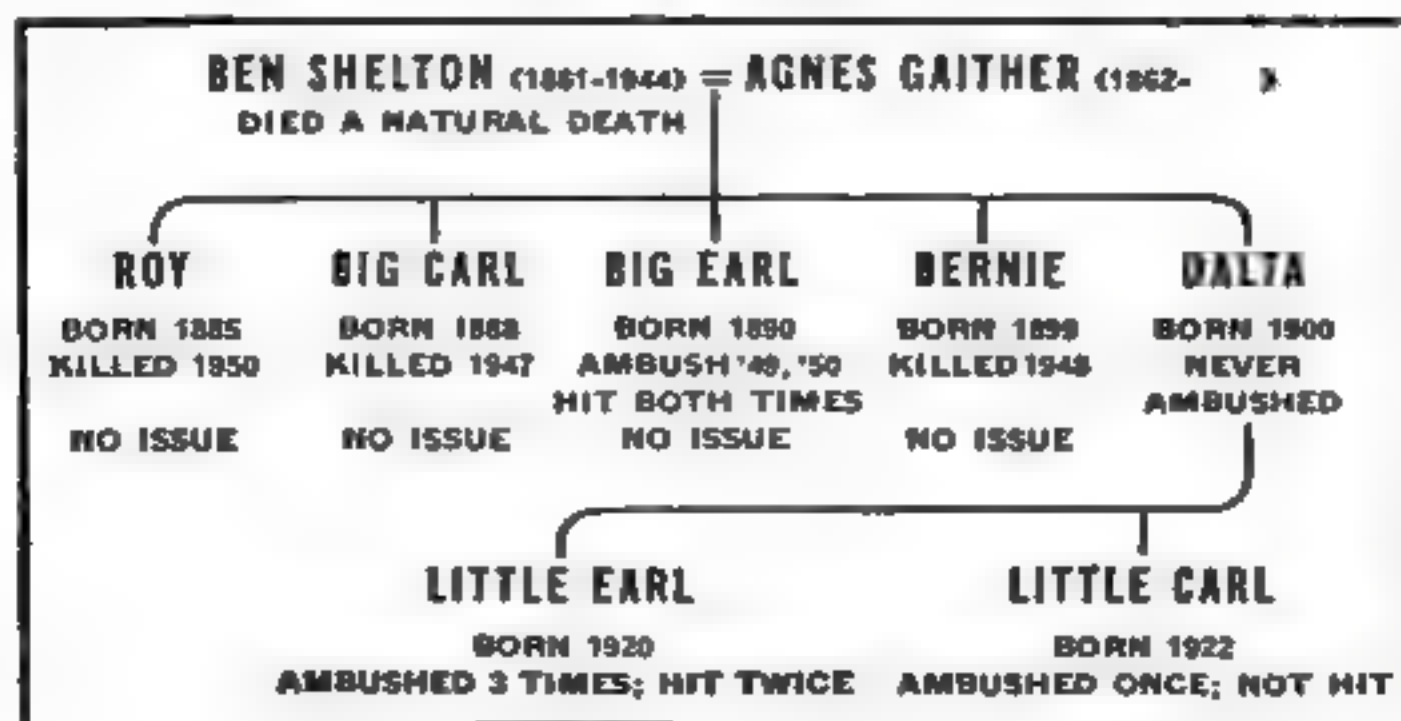 BEN SHELTON (1861-1944) = AGNES GAITHER (1862- )
DIED A NATURAL DEATH
ROY
BORN 1885
KILLED 1950
NO ISSUE
BIG CARL
BORN 1888
KILLED 1947
NO ISSUE
BIG EARL
BORN 1890
AMBUSH '49, '50
HIT BOTH TIMES
NO ISSUE
BERNIE
BORN 1899
KILLED 1948
NO ISSUE
DALTA
BORN 1900
NEVER
AMBUSHED
LITTLE EARL
BORN 1920
AMBUSHED 3 TIMES; HIT TWICE
LITTLE CARL
BORN 1922
AMBUSHED ONCE; NOT HIT